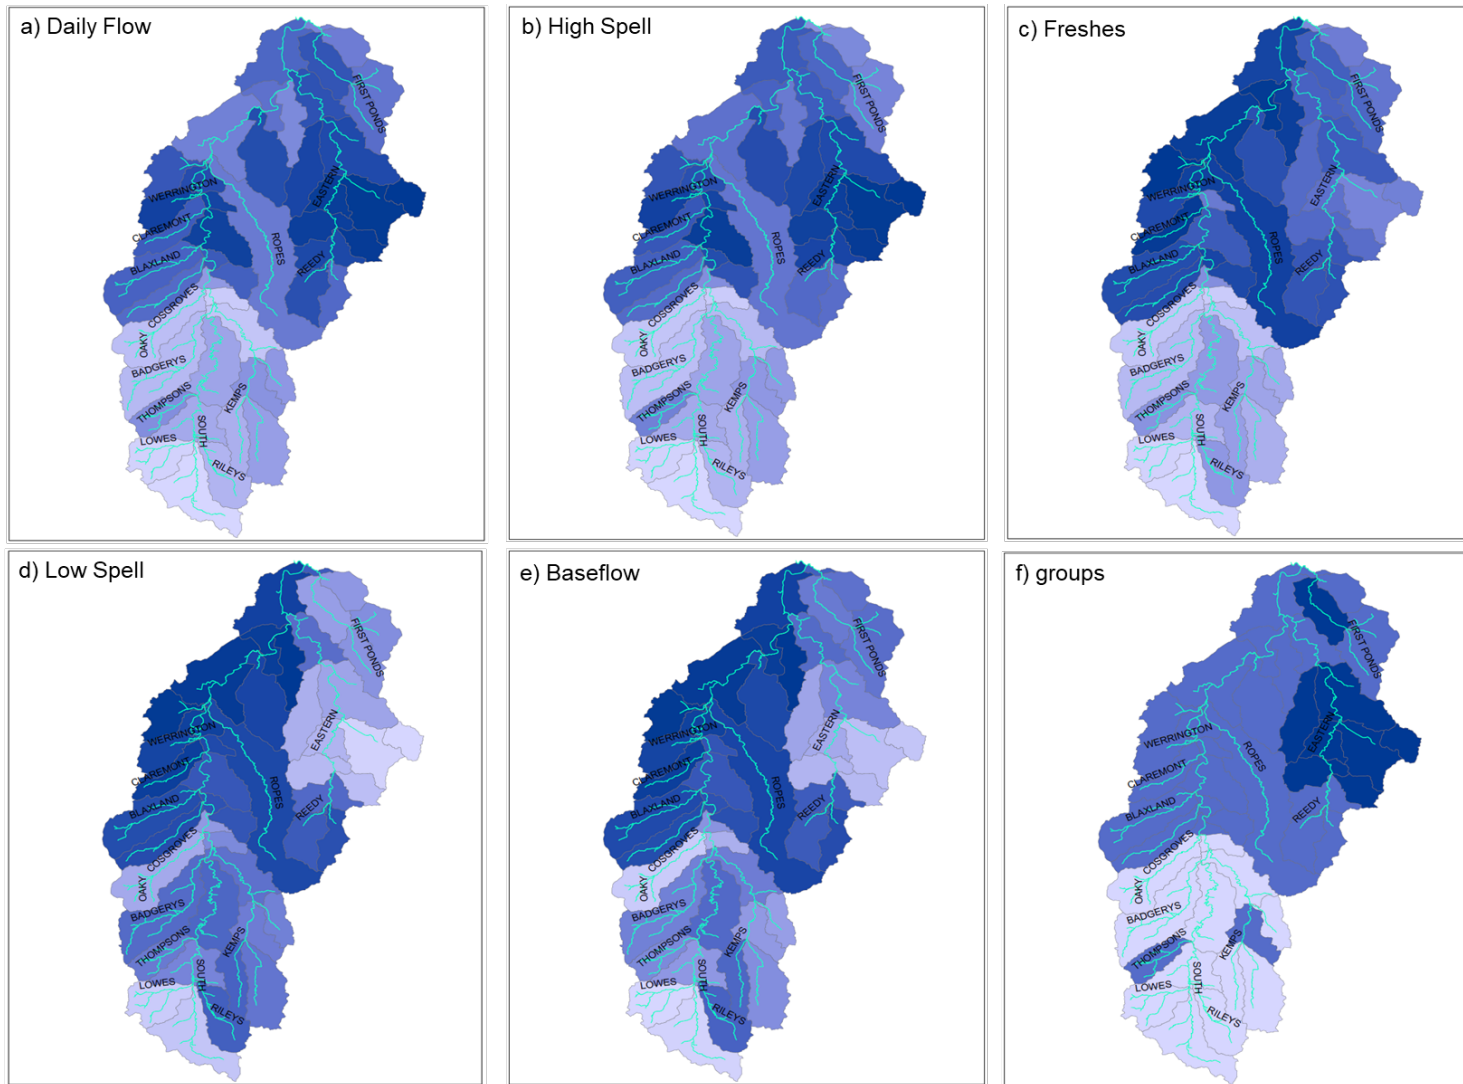 a) Daily Flow
FIRST PONDS
WERRINGTON
EASTERN
CLAREMONT
ROPES
BLAXLAND
REEDY
COSGROVES
OAKY
BADGERYS
THOMPSONS
KEMPS
LOWES
SOUTH
RILEYS
b) High Spell
FIRST PONDS
WERRINGTON
EASTERN
CLAREMONT
ROPES
BLAXLAND
REEDY
COSGROVES
OAKY
BADGERYS
THOMPSONS
KEMPS
LOWES
SOUTH
RILEYS
c) Freshes
FIRST PONDS
WERRINGTON
EASTERN
CLAREMONT
ROPES
BLAXLAND
REEDY
COSGROVES
OAKY
BADGERYS
THOMPSONS
KEMPS
LOWES
SOUTH
RILEYS
d) Low Spell
FIRST PONDS
WERRINGTON
EASTERN
CLAREMONT
ROPES
BLAXLAND
REEDY
COSGROVES
OAKY
BADGERYS
THOMPSONS
KEMPS
LOWES
SOUTH
RILEYS
e) Baseflow
FIRST PONDS
WERRINGTON
EASTERN
CLAREMONT
ROPES
BLAXLAND
REEDY
COSGROVES
OAKY
BADGERYS
THOMPSONS
KEMPS
LOWES
SOUTH
RILEYS
f) groups
FIRST PONDS
WERRINGTON
EASTERN
CLAREMONT
ROPES
BLAXLAND
REEDY
COSGROVES
OAKY
BADGERYS
THOMPSONS
KEMPS
LOWES
SOUTH
RILEYS